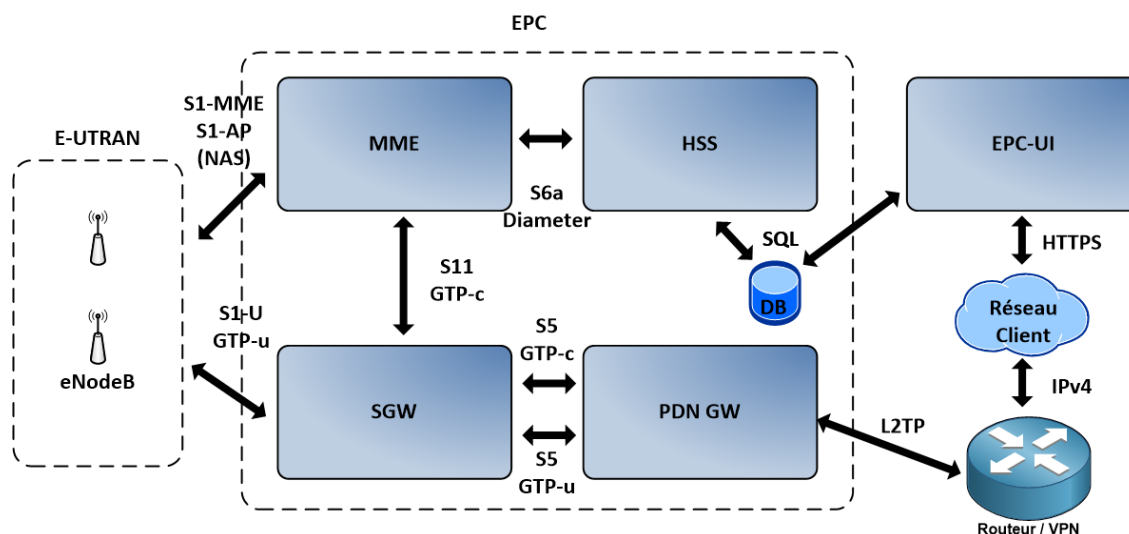 EPC
E-UTRAN
S1-MME
S1-AP
(NAS)
MME
HSS
EPC-UI
S6a
Diameter
SQL
DB
HTTPS
S11
GTP-c
Réseau
Client
eNodeB
S1-U
GTP-u
SGW
S5
GTP-c
S5
GTP-u
PDN GW
L2TP
IPv4
Routeur / VPN